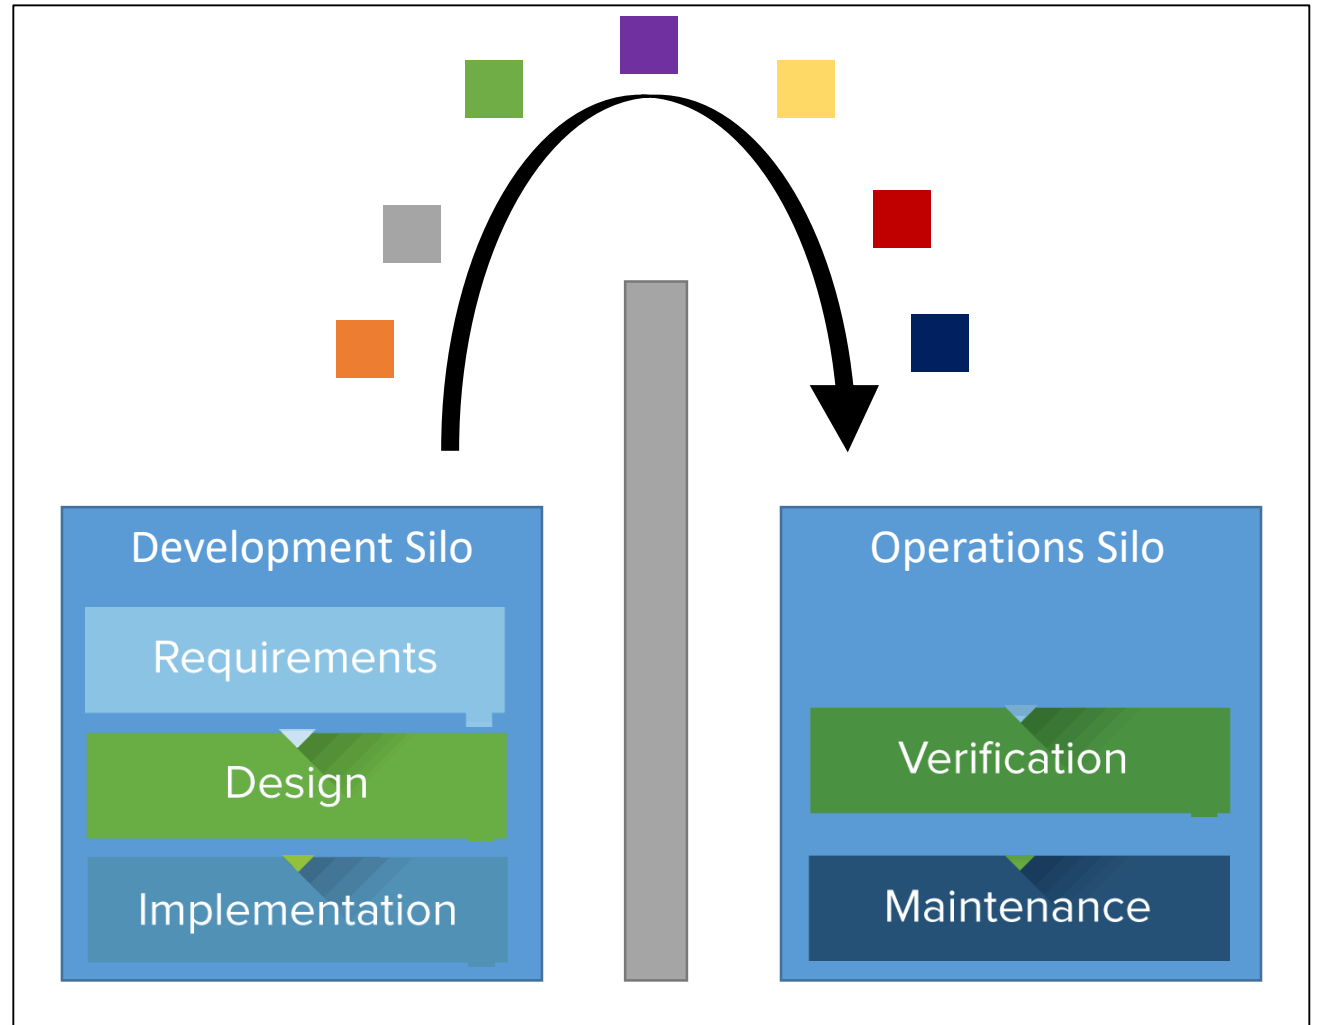 Development Silo
Requirements
Design
Implementation
Operations Silo
Verification
Maintenance